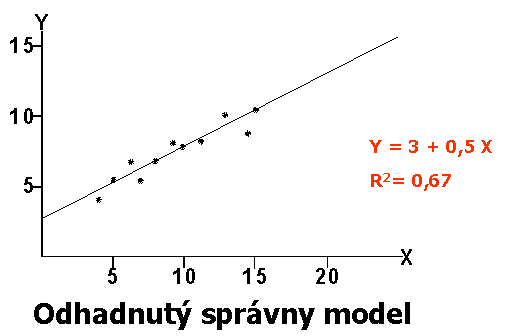 Y
15
10
5
Y = 3 + 0,5 X
R²= 0,67
X
5 10 15 20
Odhadnutý správny model